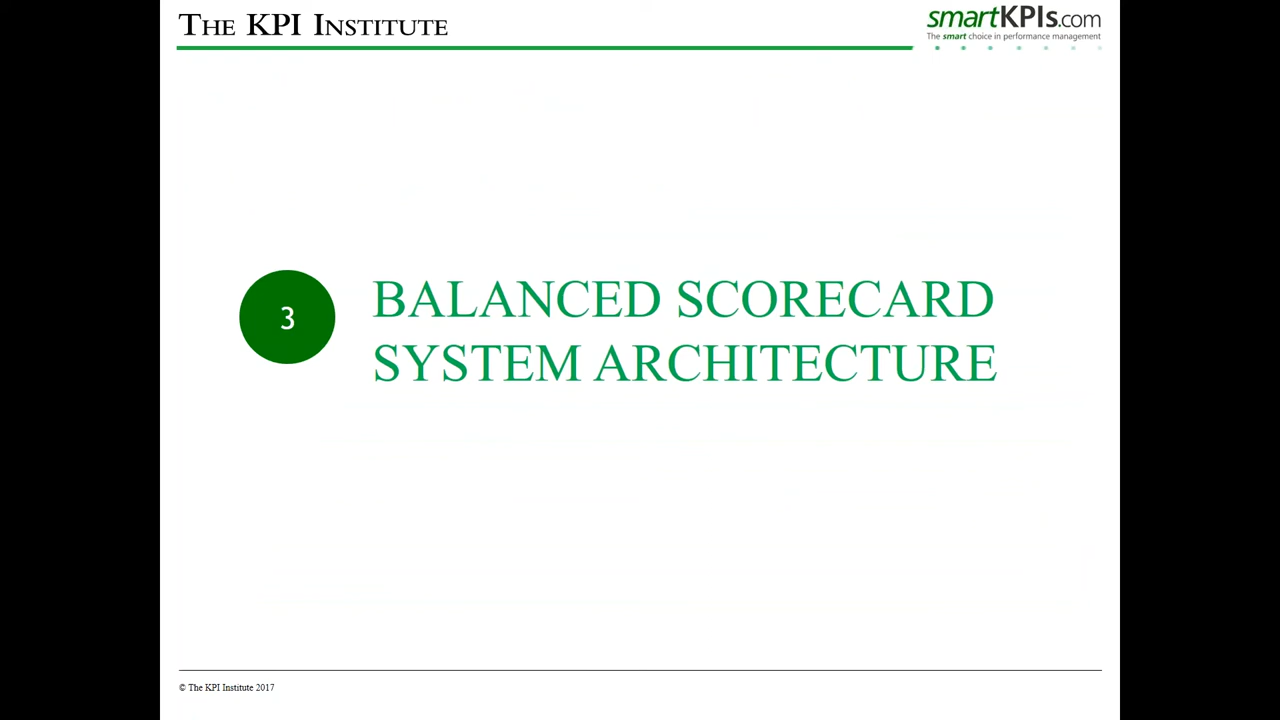 THE KPI INSTITUTE
smartKPIs.com
The smart choice in performance management
3
BALANCED SCORECARD
SYSTEM ARCHITECTURE
© The KPI Institute 2017